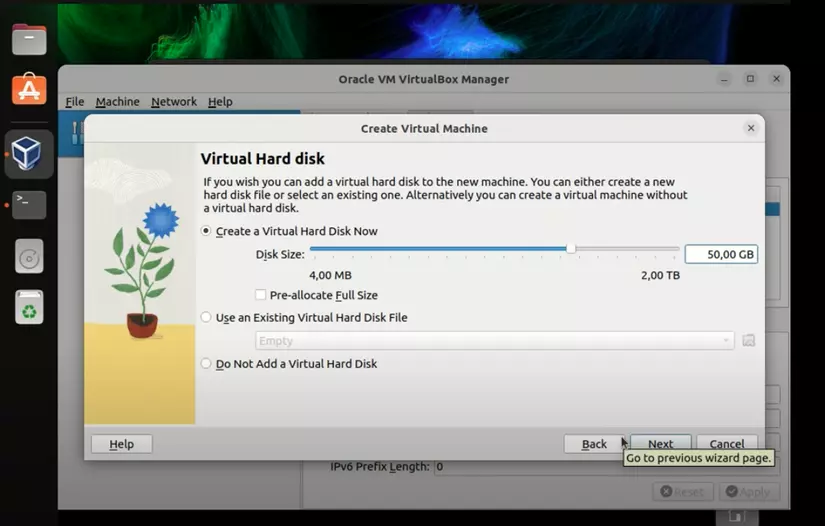 Oracle VM VirtualBox Manager
File Machine Network Help
Create Virtual Machine
Virtual Hard disk
If you wish you can add a virtual hard disk to the new machine. You can either create a new
hard disk file or select an existing one. Alternatively you can create a virtual machine without
a virtual hard disk.
Create a Virtual Hard Disk Now
Disk Size: 50,00 GB
4,00 MB 2,00 TB
Pre-allocate Full Size
Use an Existing Virtual Hard Disk File
Empty
Do Not Add a Virtual Hard Disk
Help Back Next Cancel
Go to previous wizard page.
IPv6 Prefix Length: 0
Reset Apply